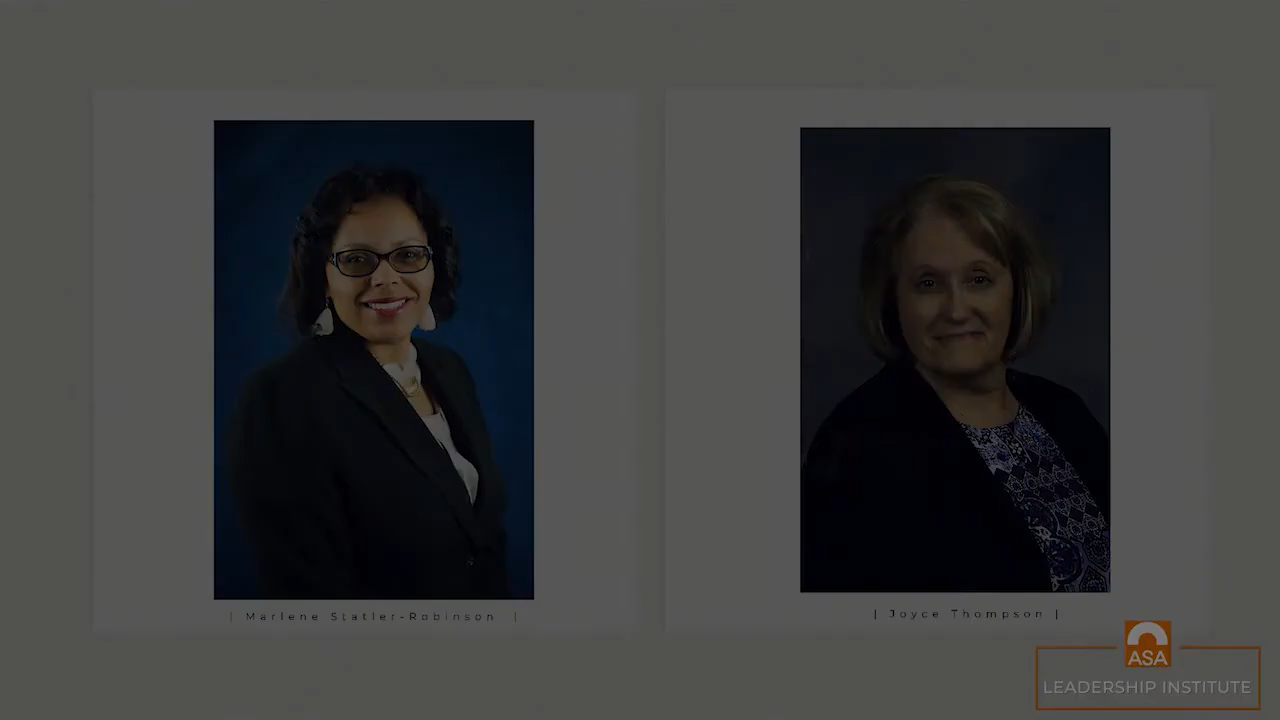 | Marlene Statler-Robinson |
| Joyce Thompson |
ASA
LEADERSHIP INSTITUTE